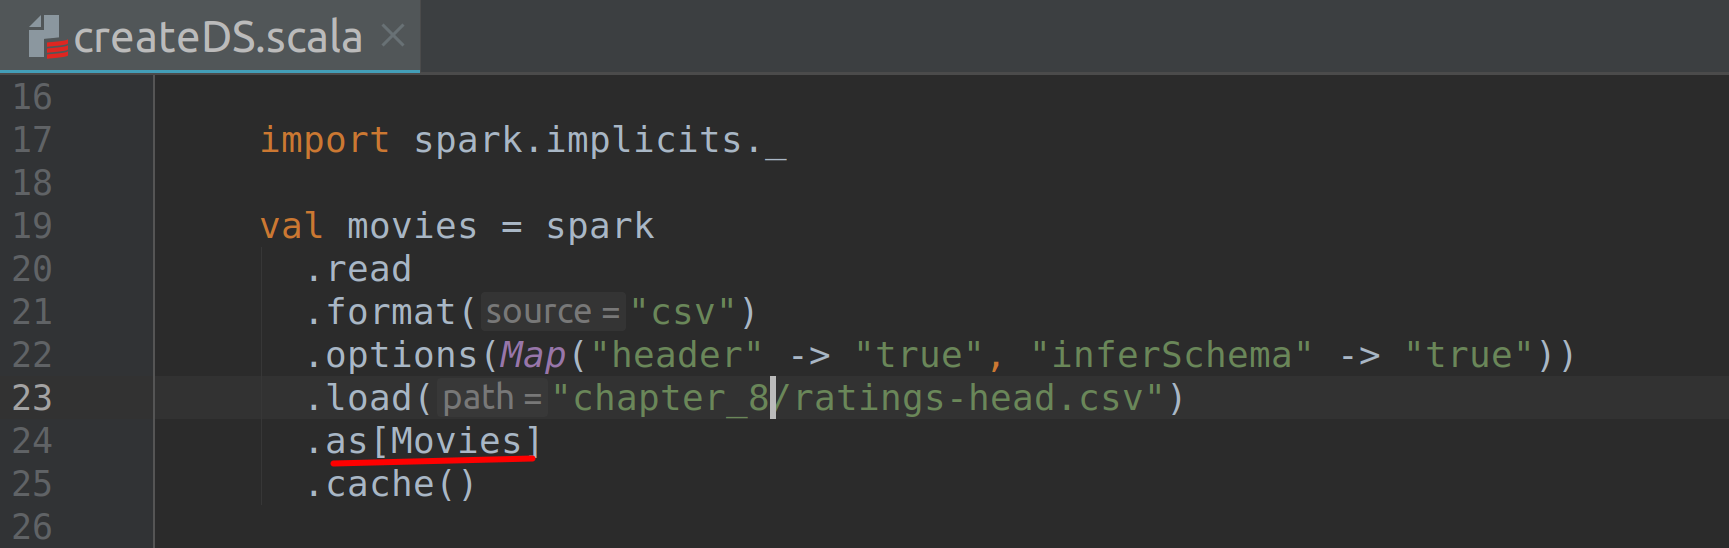 createDS.scala
16
17 import spark.implicits._
18
19 val movies = spark
20 .read
21 .format( source = "csv")
22 .options(Map("header" -> "true", "inferSchema" -> "true"))
23 .load( path = "chapter_8/ratings-head.csv")
24 .as[Movies]
25 .cache()
26